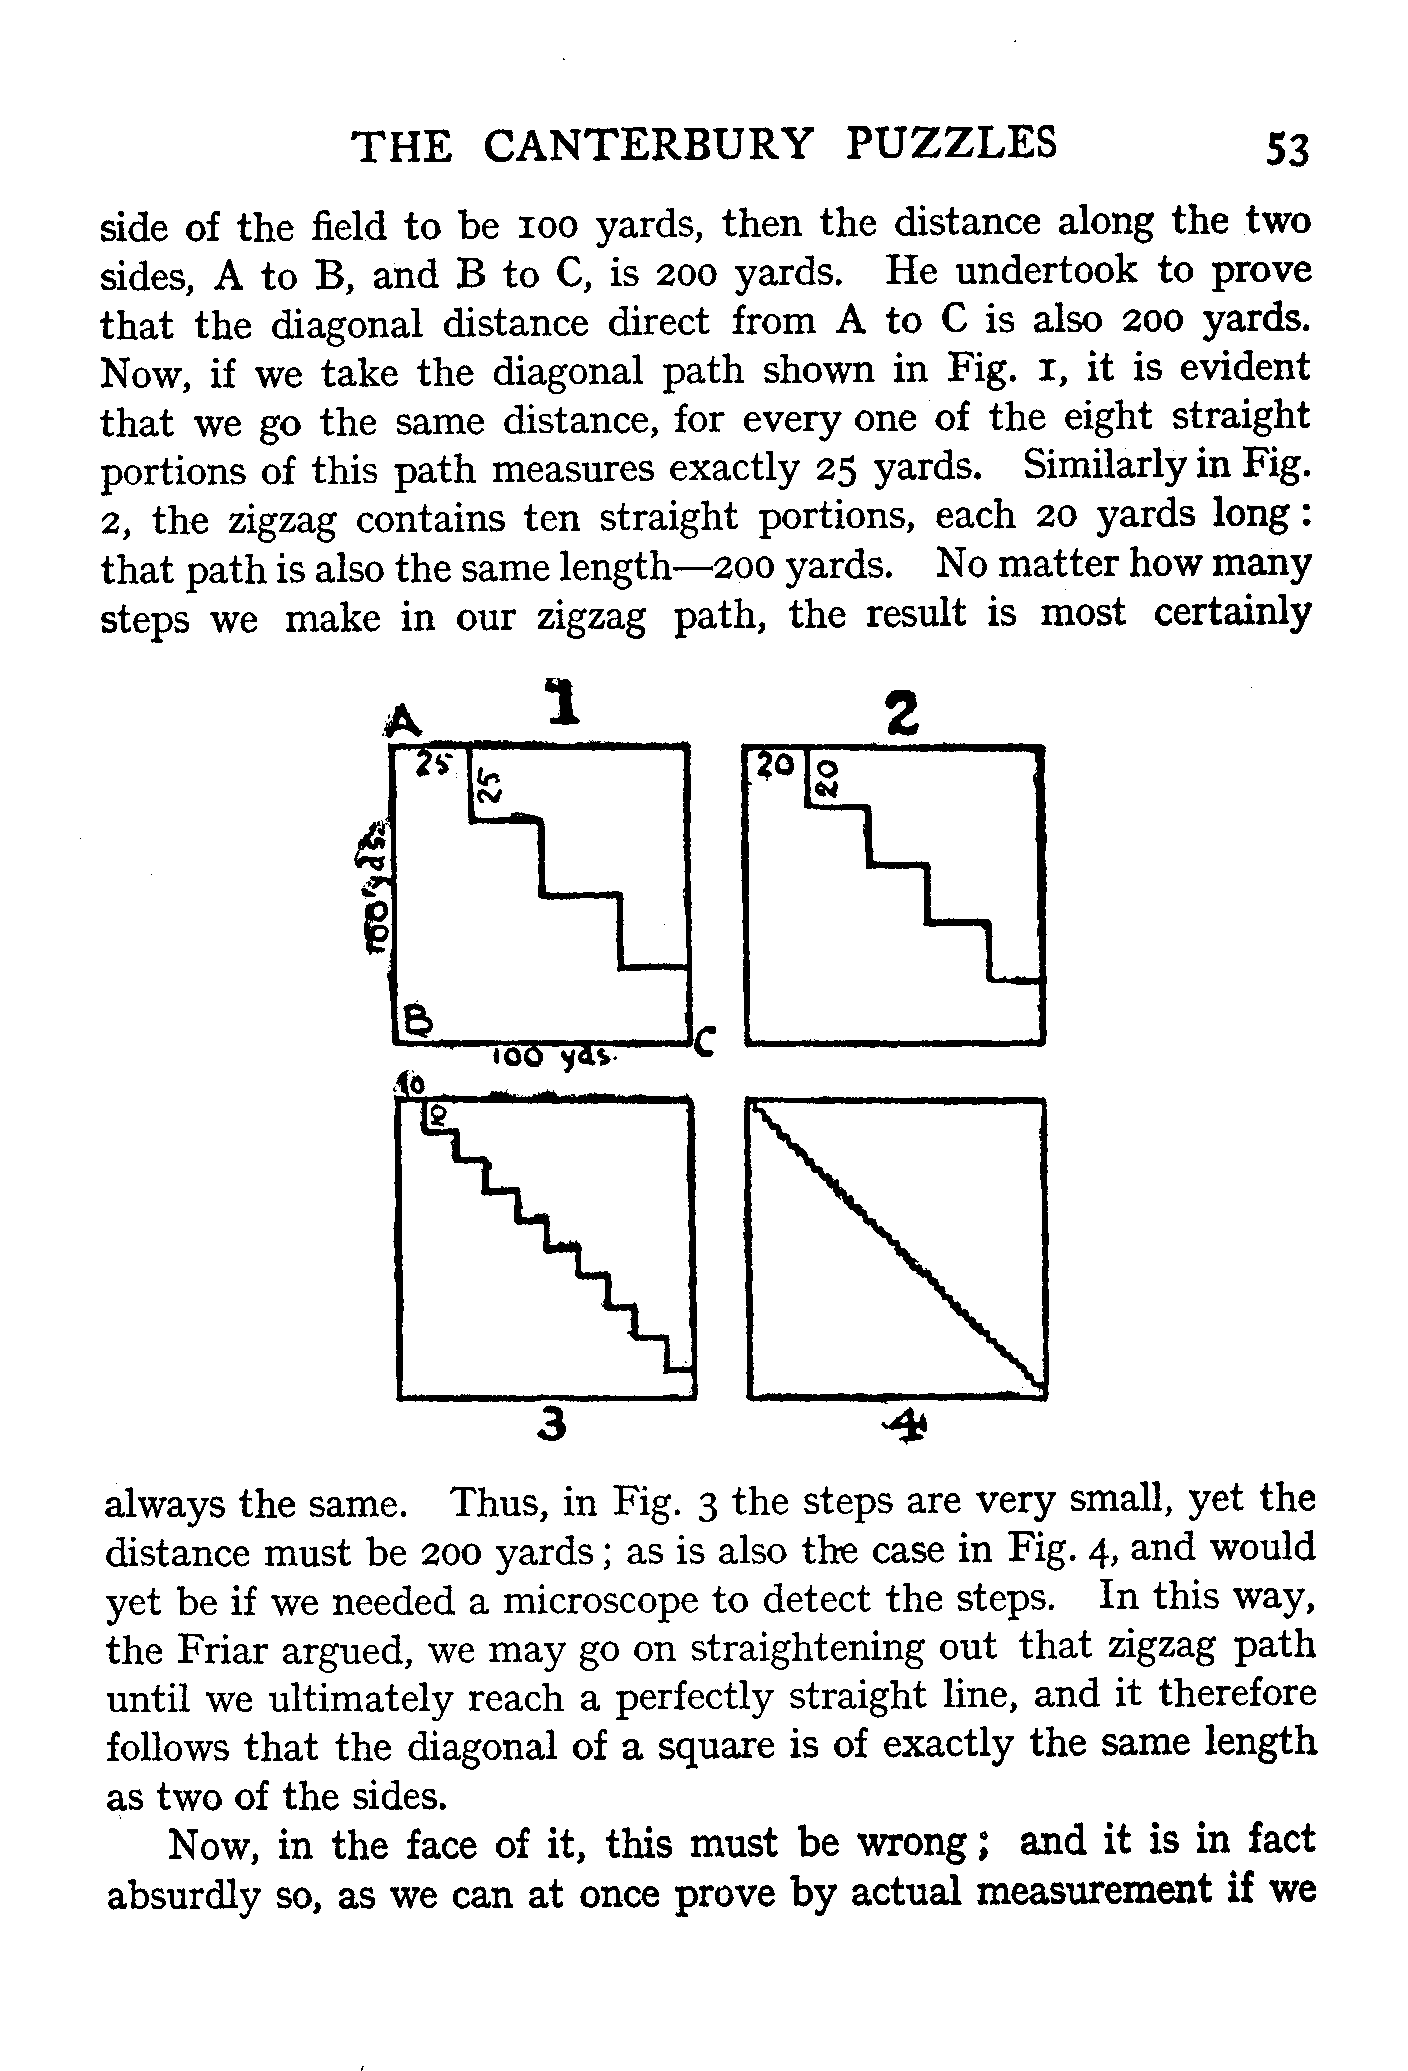 THE CANTERBURY PUZZLES 53
side of the field to be 100 yards, then the distance along the two
sides, A to B, and B to C, is 200 yards. He undertook to prove
that the diagonal distance direct from A to C is also 200 yards.
Now, if we take the diagonal path shown in Fig. 1, it is evident
that we go the same distance, for every one of the eight straight
portions of this path measures exactly 25 yards. Similarly in Fig.
2, the zigzag contains ten straight portions, each 20 yards long:
that path is also the same length—200 yards. No matter how many
steps we make in our zigzag path, the result is most certainly
1
2
A
25
25
20
20
100 yds.
B
C
100 yds.
10
10
3
4
always the same. Thus, in Fig. 3 the steps are very small, yet the
distance must be 200 yards; as is also the case in Fig. 4, and would
yet be if we needed a microscope to detect the steps. In this way,
the Friar argued, we may go on straightening out that zigzag path
until we ultimately reach a perfectly straight line, and it therefore
follows that the diagonal of a square is of exactly the same length
as two of the sides.
Now, in the face of it, this must be wrong; and it is in fact
absurdly so, as we can at once prove by actual measurement if we